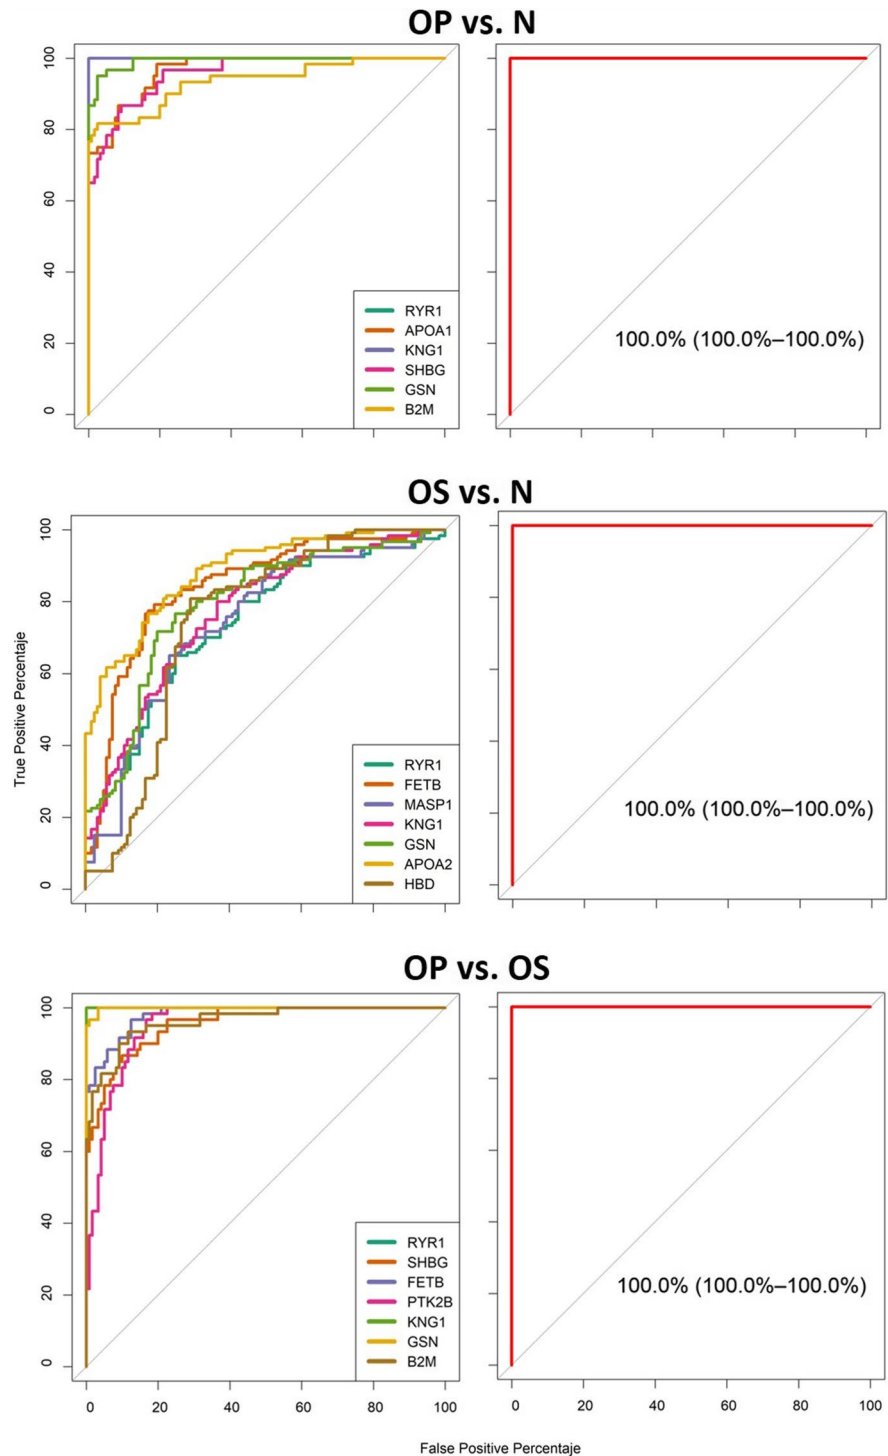 OP vs. N
100
80
60
40
20
0
RYR1
APOA1
KNG1
SHBG
GSN
B2M
100.0% (100.0%–100.0%)
OS vs. N
True Positive Percentaje
100
80
60
40
20
0
RYR1
FETB
MASP1
KNG1
GSN
APOA2
HBD
100.0% (100.0%–100.0%)
OP vs. OS
100
80
60
40
20
0
RYR1
SHBG
FETB
PTK2B
KNG1
GSN
B2M
100.0% (100.0%–100.0%)
0 20 40 60 80 100
0 20 40 60 80 100
False Positive Percentaje